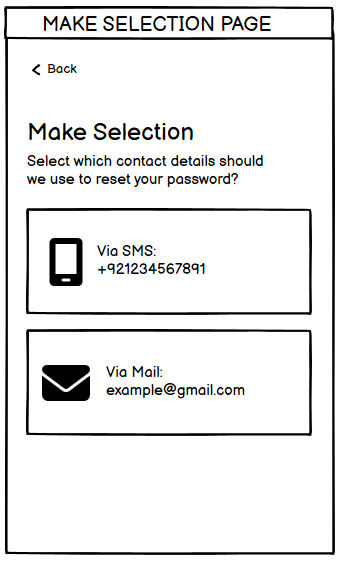 MAKE SELECTION PAGE
Back
Make Selection
Select which contact details should
we use to reset your password?
Via SMS:
+921234567891
Via Mail:
example@gmail.com